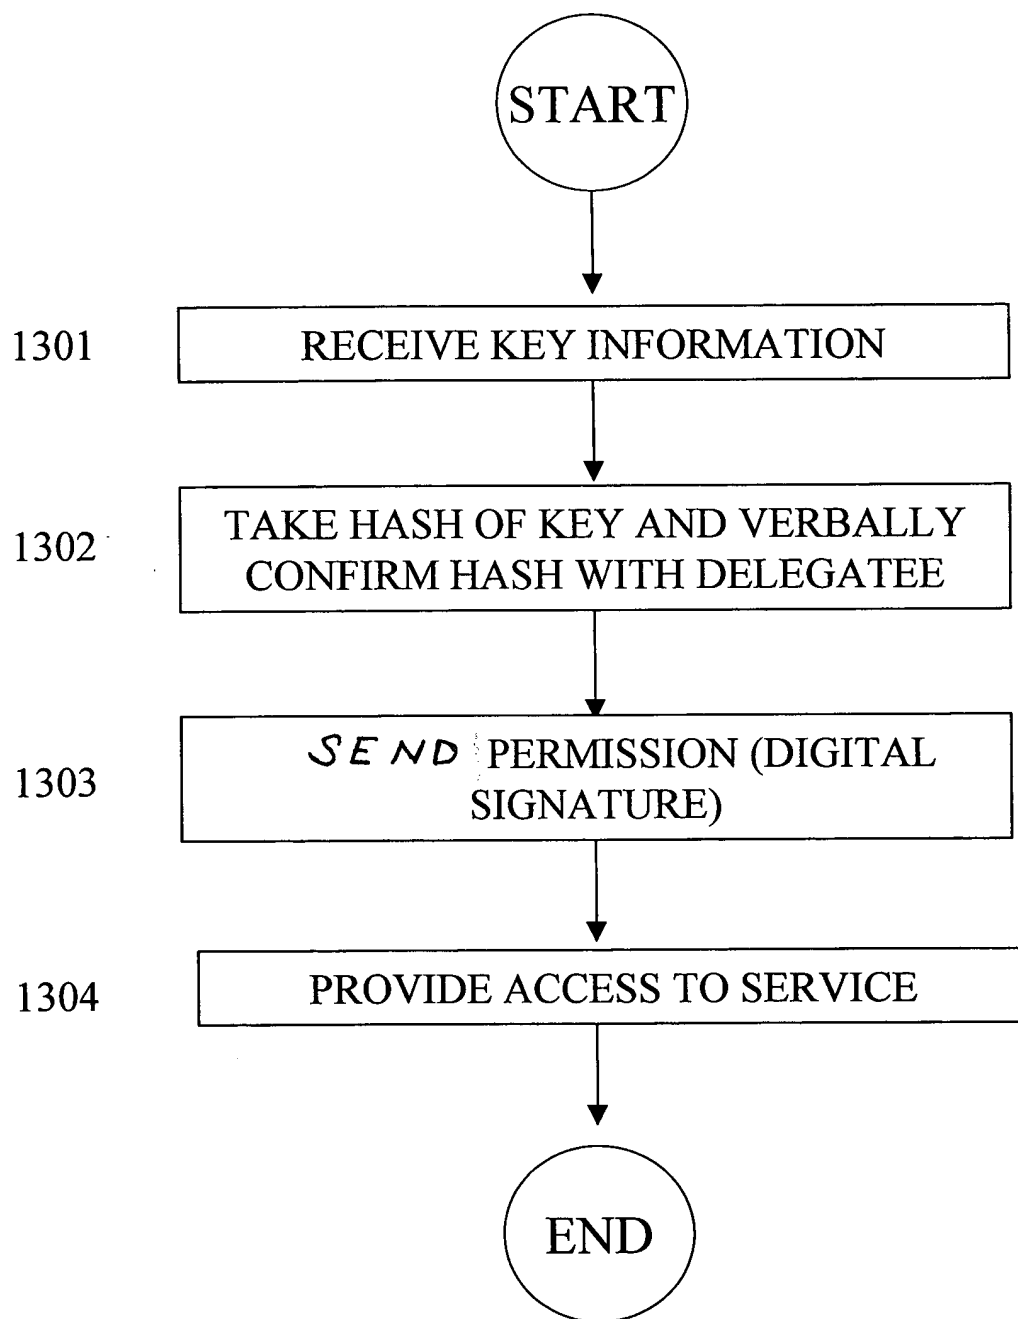 START
1301
RECEIVE KEY INFORMATION
1302
TAKE HASH OF KEY AND VERBALLY
CONFIRM HASH WITH DELEGATEE
1303
SEND PERMISSION (DIGITAL
SIGNATURE)
1304
PROVIDE ACCESS TO SERVICE
END